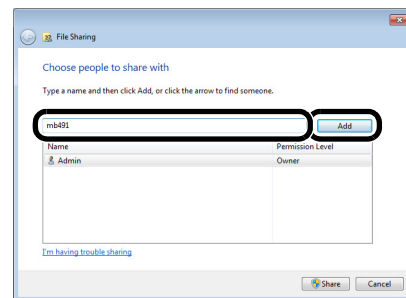 File Sharing
Choose people to share with
Type a name and then click Add, or click the arrow to find someone.
mb491 Add
Name Permission Level
Admin Owner
I'm having trouble sharing
Share Cancel